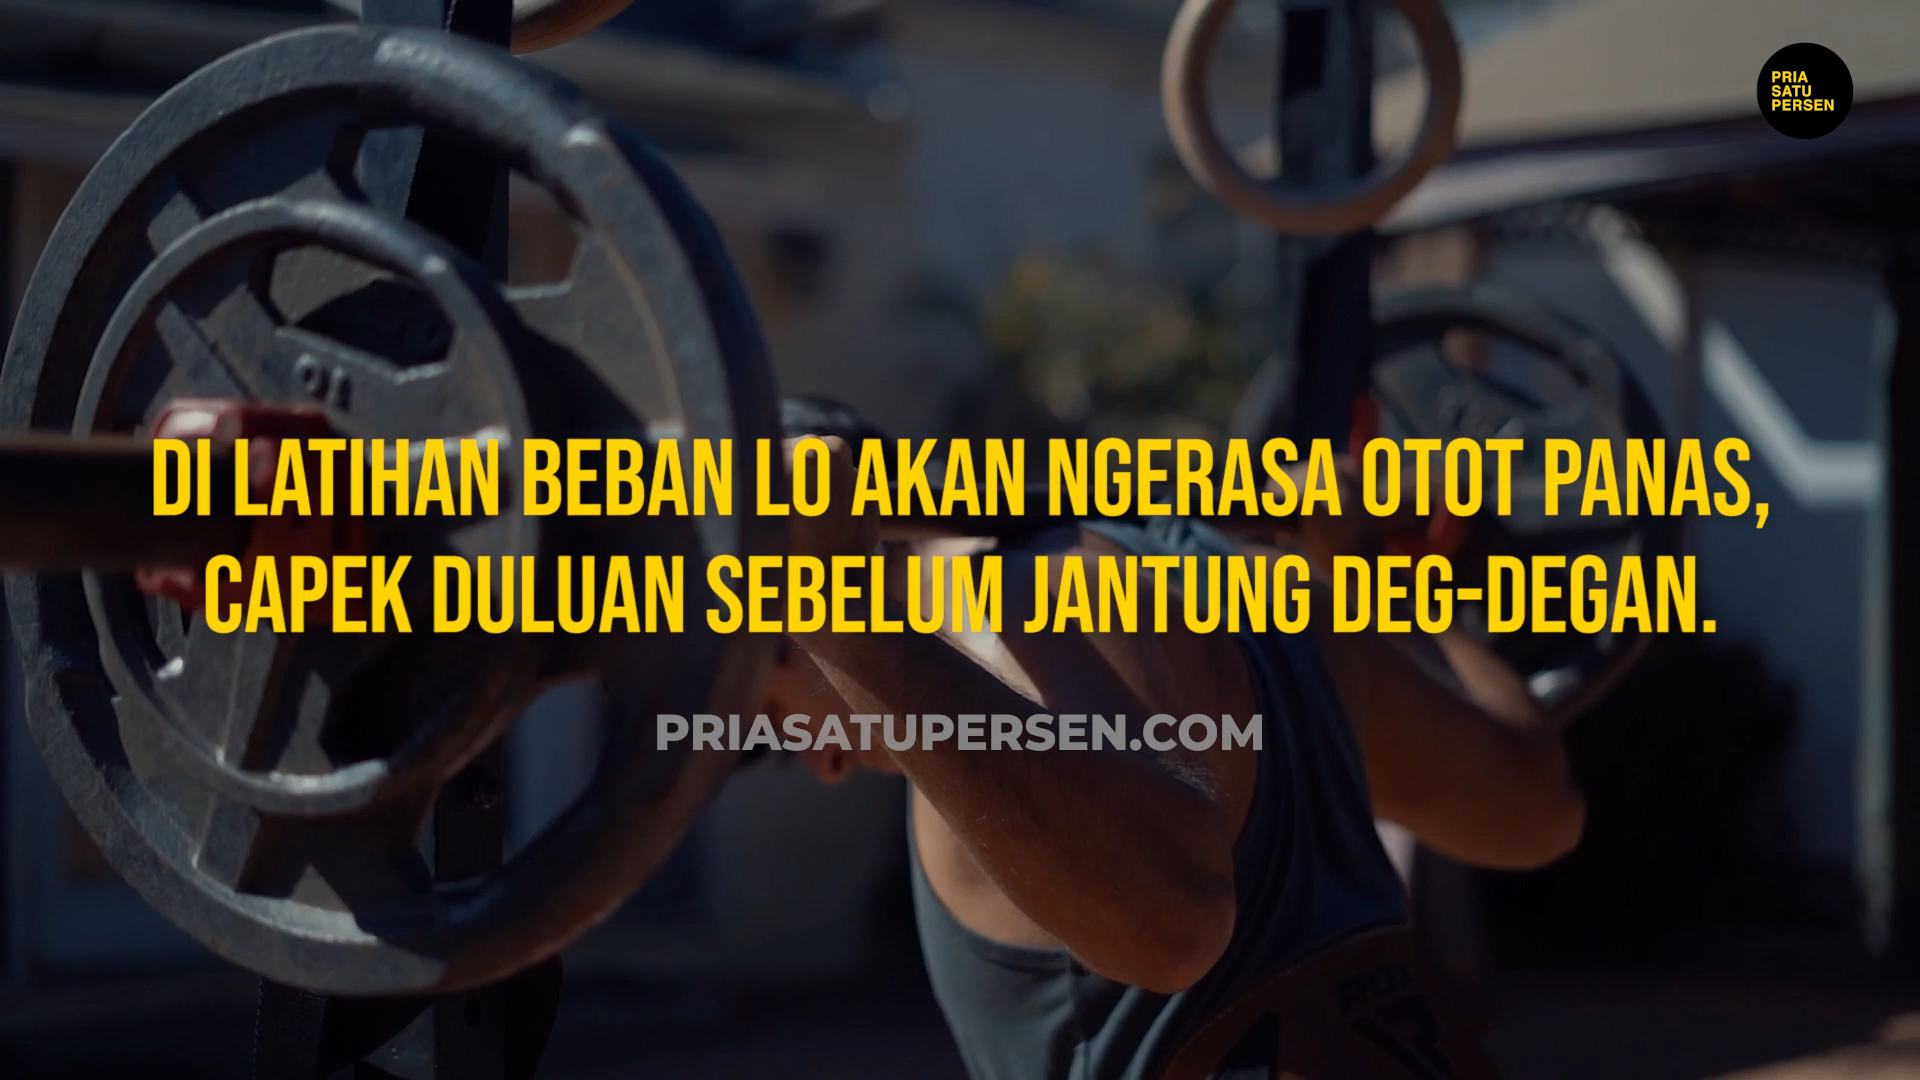 PRIA
SATU
PERSEN
01
DI LATIHAN BEBAN LO AKAN NGERASA OTOT PANAS,
CAPEK DULUAN SEBELUM JANTUNG DEG-DEGAN.
PRIASATUPERSEN.COM